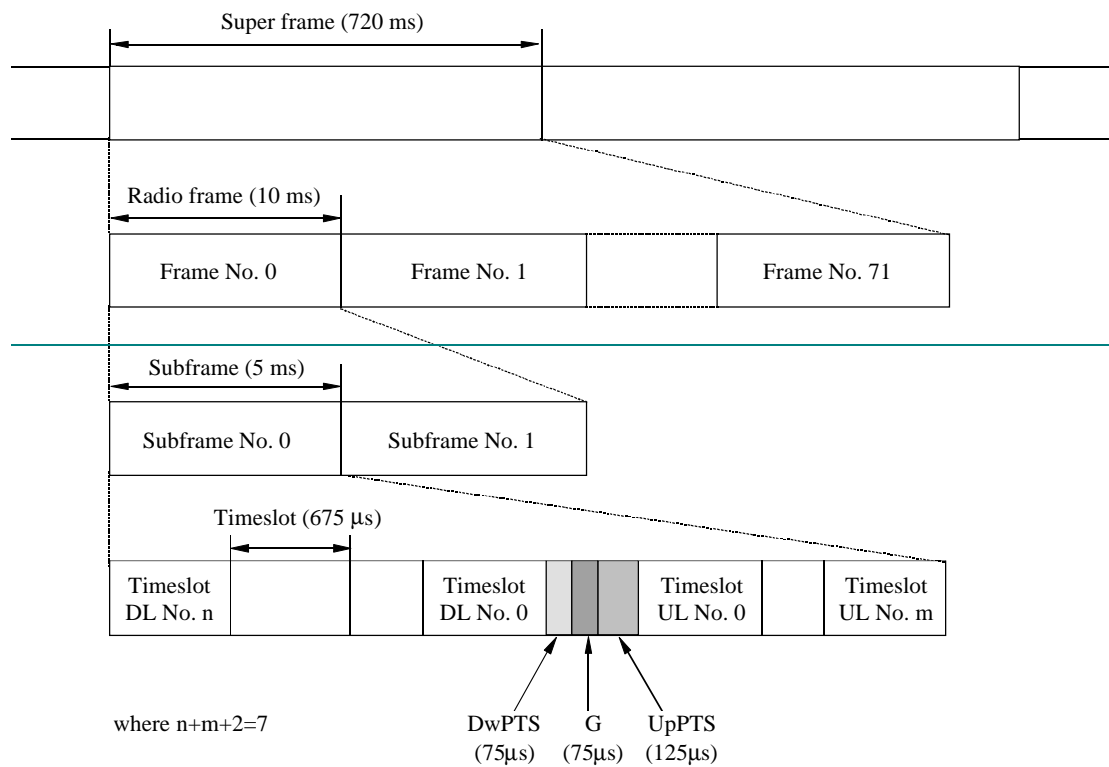 Super frame (720 ms)
Radio frame (10 ms)
Frame No. 0
Frame No. 1
Frame No. 71
Subframe (5 ms)
Subframe No. 0
Subframe No. 1
Timeslot (675 μs)
Timeslot
DL No. n
Timeslot
DL No. 0
Timeslot
UL No. 0
Timeslot
UL No. m
where n+m+2=7
DwPTS
(75μs)
G
(75μs)
UpPTS
(125μs)